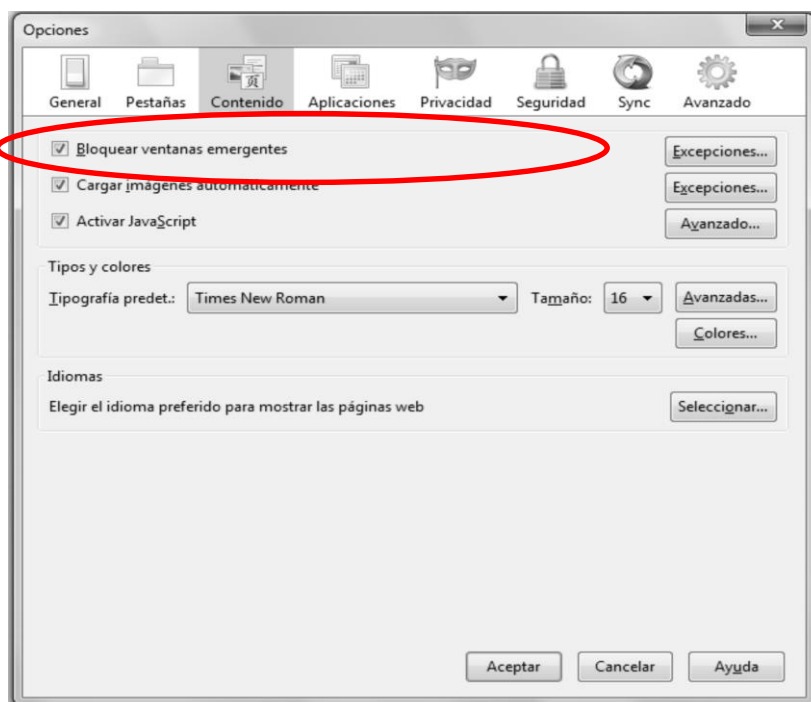 Opciones
General Pestañas Contenido Aplicaciones Privacidad Seguridad Sync Avanzado
Bloquear ventanas emergentes Excepciones...
Cargar imágenes automáticamente Excepciones...
Activar JavaScript Avanzado...
Tipos y colores
Tipografía predet.: Times New Roman Tamaño: 16 Avanzadas...
Colores...
Idiomas
Elegir el idioma preferido para mostrar las páginas web Seleccionar...
Aceptar Cancelar Ayuda